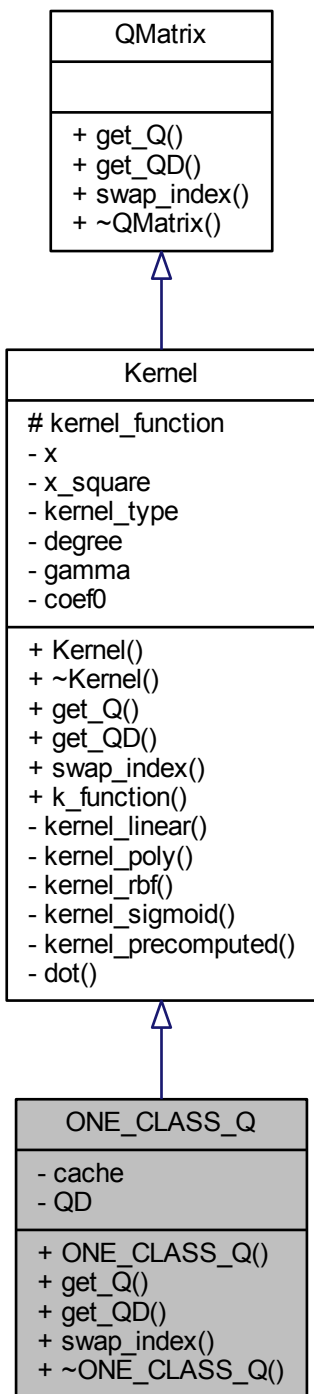 QMatrix
+ get_Q()
+ get_QD()
+ swap_index()
+ ~QMatrix()
Kernel
# kernel_function
- x
- x_square
- kernel_type
- degree
- gamma
- coef0
+ Kernel()
+ ~Kernel()
+ get_Q()
+ get_QD()
+ swap_index()
+ k_function()
- kernel_linear()
- kernel_poly()
- kernel_rbf()
- kernel_sigmoid()
- kernel_precomputed()
- dot()
ONE_CLASS_Q
- cache
- QD
+ ONE_CLASS_Q()
+ get_Q()
+ get_QD()
+ swap_index()
+ ~ONE_CLASS_Q()